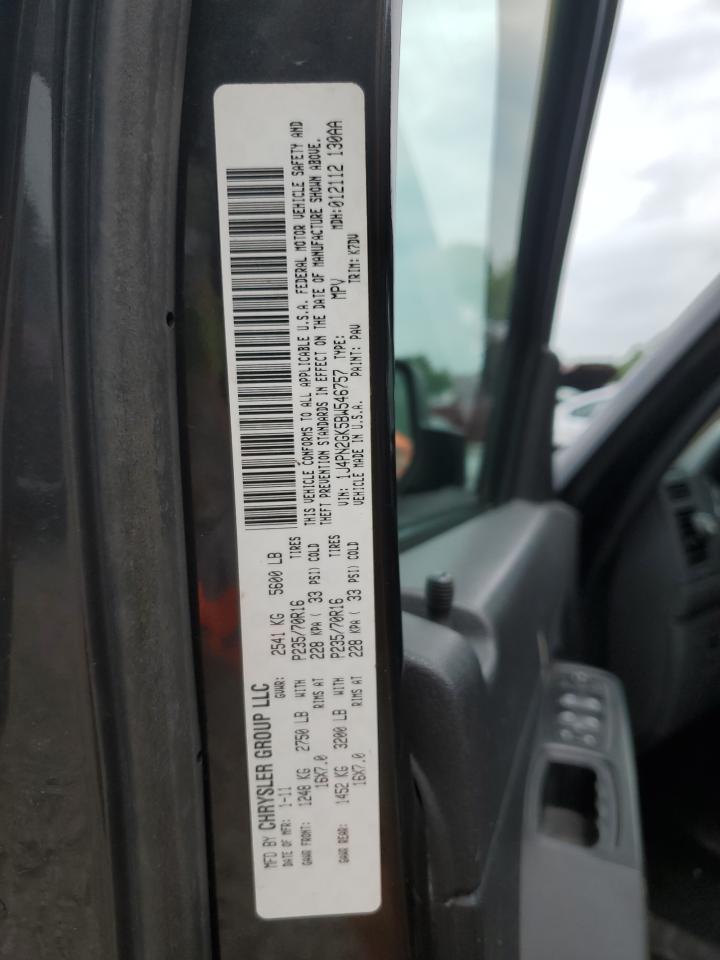 MFD BY CHRYSLER GROUP LLC
DATE OF MFR: 1-11 GVWR: 2541 KG 5600 LB
GAWR FRONT: 1248 KG 2750 LB WITH P235/70R16 TIRES
16X7.0 RIMS AT 228 KPA ( 33 PSI) COLD
GAWR REAR: 1452 KG 3200 LB WITH P235/70R16 TIRES
16X7.0 RIMS AT 228 KPA ( 33 PSI) COLD
THIS VEHICLE CONFORMS TO ALL APPLICABLE U.S.A. FEDERAL MOTOR VEHICLE SAFETY AND
THEFT PREVENTION STANDARDS IN EFFECT ON THE DATE OF MANUFACTURE SHOWN ABOVE.
VIN: 1J4PN2GK5BW546757 TYPE: MPV MDH:012112 130AA
VEHICLE MADE IN U.S.A. PAINT: PAV TRIM: K7DV